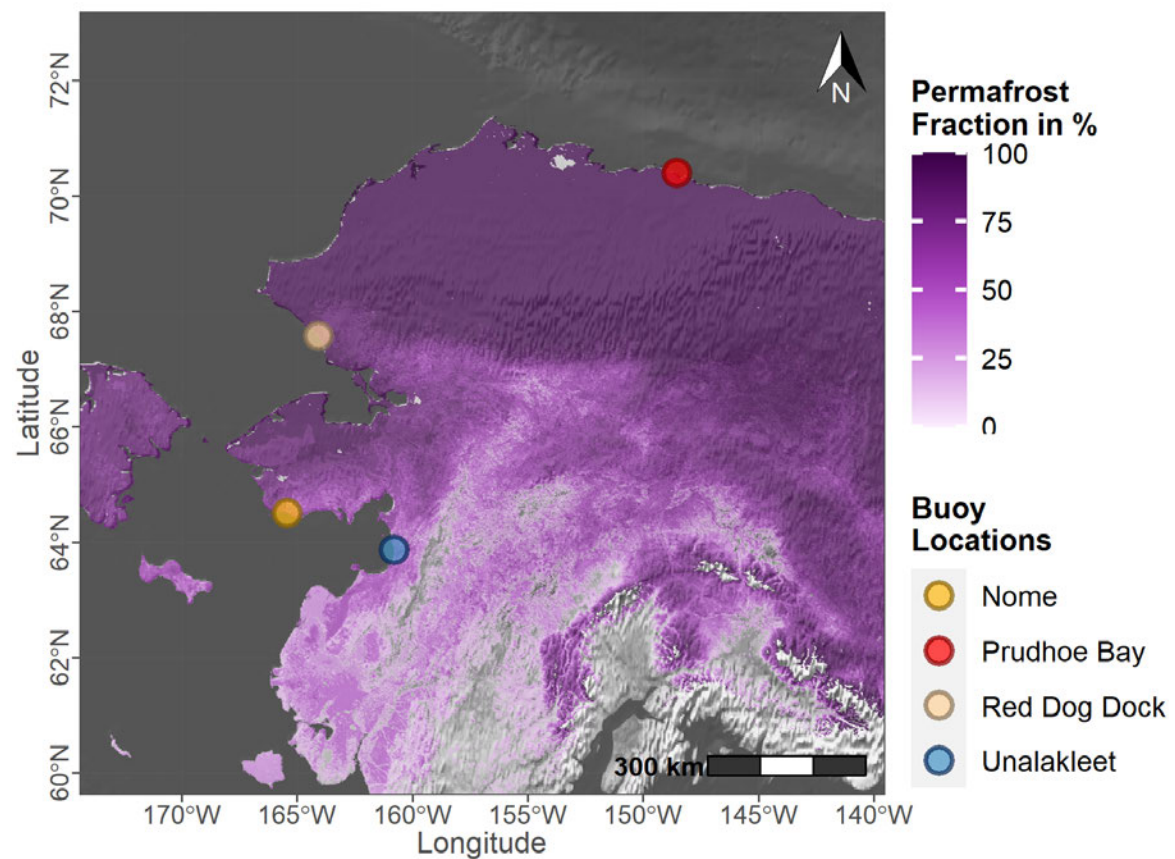 72°N
70°N
68°N
66°N
64°N
62°N
60°N
Latitude
170°W
165°W
160°W
155°W
150°W
145°W
140°W
Longitude
N
300 km
Permafrost
Fraction in %
100
75
50
25
0
Buoy
Locations
Nome
Prudhoe Bay
Red Dog Dock
Unalakleet